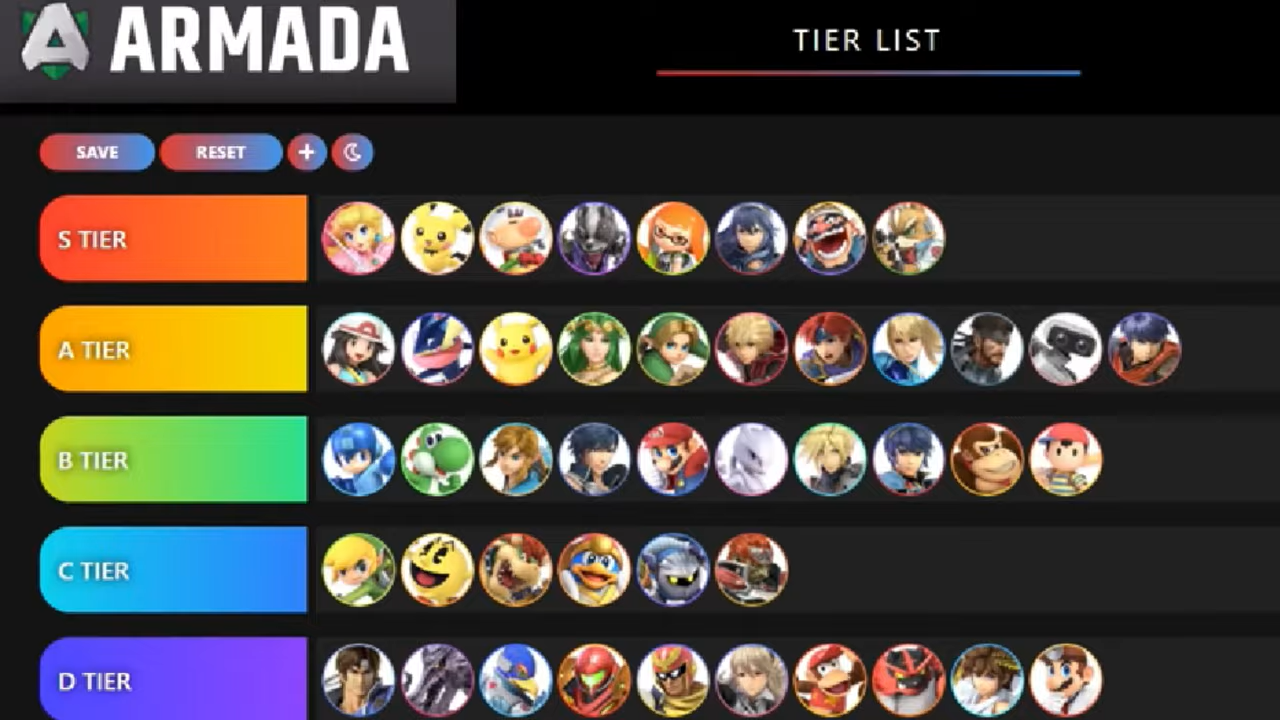 ARMADA
TIER LIST
SAVE RESET +
S TIER
A TIER
B TIER
C TIER
D TIER